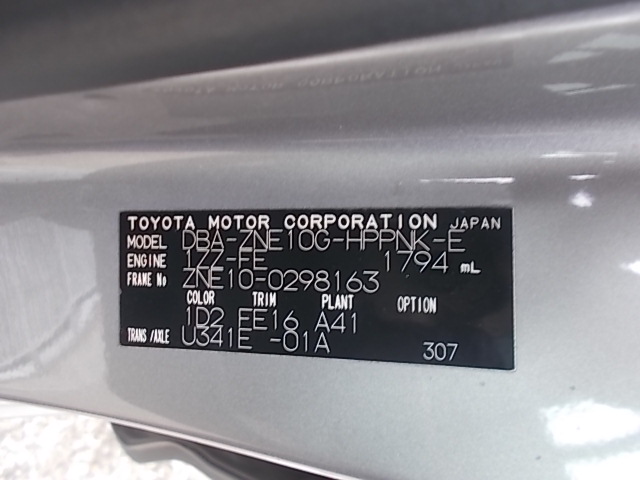 TOYOTA MOTOR CORPORATION JAPAN
MODEL DBA-ZNE10G-HPPNK-E
ENGINE 1ZZ-FE 1794 mL
FRAME No ZNE10-0298163
COLOR TRIM PLANT OPTION
1D2 FE16 A41
TRANS/AXLE U341E -01A
307